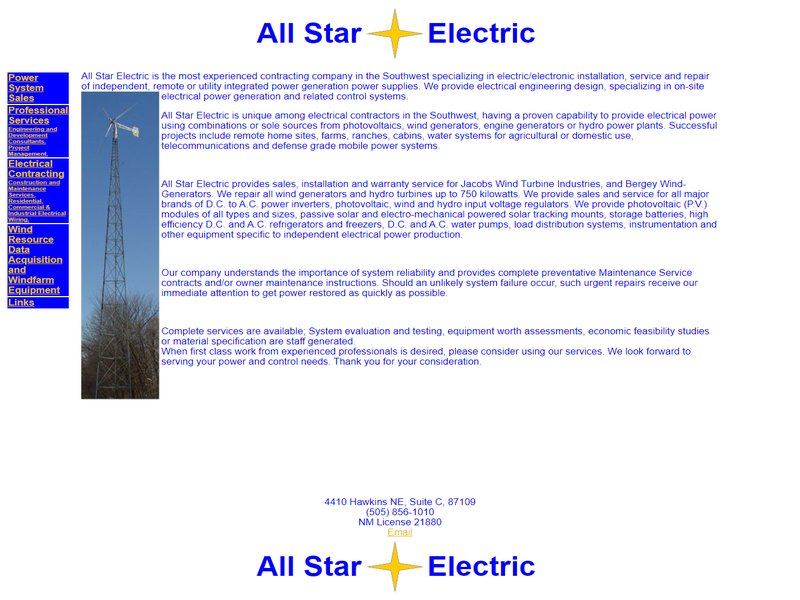 All Star Electric
Power
System
Sales
Professional
Services
Engineering and
Development
Consultants,
Project
Management,
Electrical
Contracting
Construction and
Maintenance
Services,
Residential,
Commercial &
Industrial Electrical
Wiring,
Wind
Resource
Data
Acquisition
and
Windfarm
Equipment
Links
All Star Electric is the most experienced contracting company in the Southwest specializing in electric/electronic installation, service and repair
of independent, remote or utility integrated power generation power supplies. We provide electrical engineering design, specializing in on-site
electrical power generation and related control systems.
All Star Electric is unique among electrical contractors in the Southwest, having a proven capability to provide electrical power
using combinations or sole sources from photovoltaics, wind generators, engine generators or hydro power plants. Successful
projects include remote home sites, farms, ranches, cabins, water systems for agricultural or domestic use,
telecommunications and defense grade mobile power systems.
All Star Electric provides sales, installation and warranty service for Jacobs Wind Turbine Industries, and Bergey Wind-
Generators. We repair all wind generators and hydro turbines up to 750 kilowatts. We provide sales and service for all major
brands of D.C. to A.C. power inverters, photovoltaic, wind and hydro input voltage regulators. We provide photovoltaic (P.V.)
modules of all types and sizes, passive solar and electro-mechanical powered solar tracking mounts, storage batteries, high
efficiency D.C. and A.C. refrigerators and freezers, D.C. and A.C. water pumps, load distribution systems, instrumentation and
other equipment specific to independent electrical power production.
Our company understands the importance of system reliability and provides complete preventative Maintenance Service
contracts and/or owner maintenance instructions. Should an unlikely system failure occur, such urgent repairs receive our
immediate attention to get power restored as quickly as possible.
Complete services are available; System evaluation and testing, equipment worth assessments, economic feasibility studies
or material specification are staff generated.
When first class work from experienced professionals is desired, please consider using our services. We look forward to
serving your power and control needs. Thank you for your consideration.
4410 Hawkins NE, Suite C, 87109
(505) 856-1010
NM License 21880
Email
All Star Electric